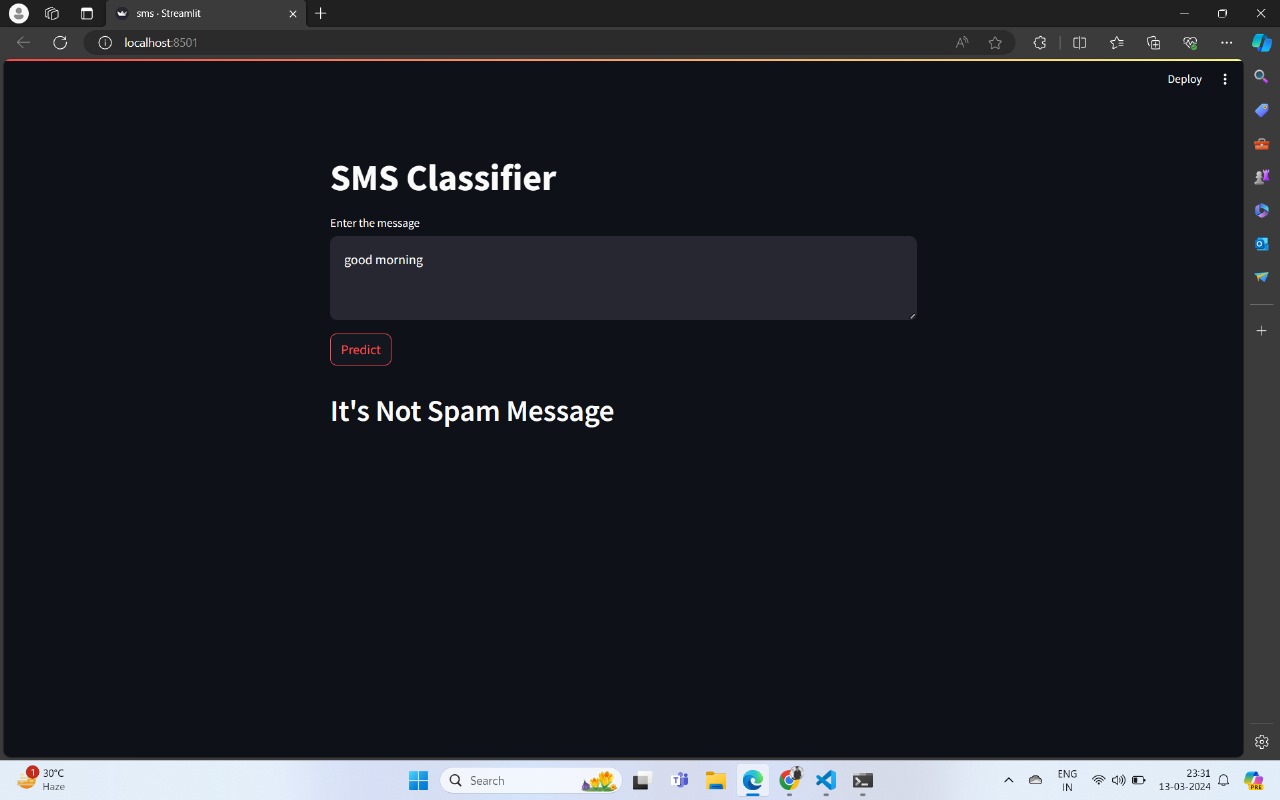 sms · Streamlit
localhost:8501
Deploy
SMS Classifier
Enter the message
good morning
Predict
It's Not Spam Message
1
30°C
Haze
Search
ENG
IN
23:31
13-03-2024
PRE